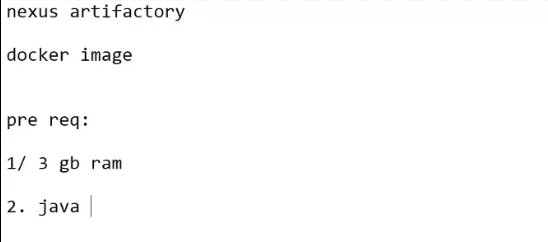 nexus artifactory
docker image
pre req:
1/ 3 gb ram
2. java